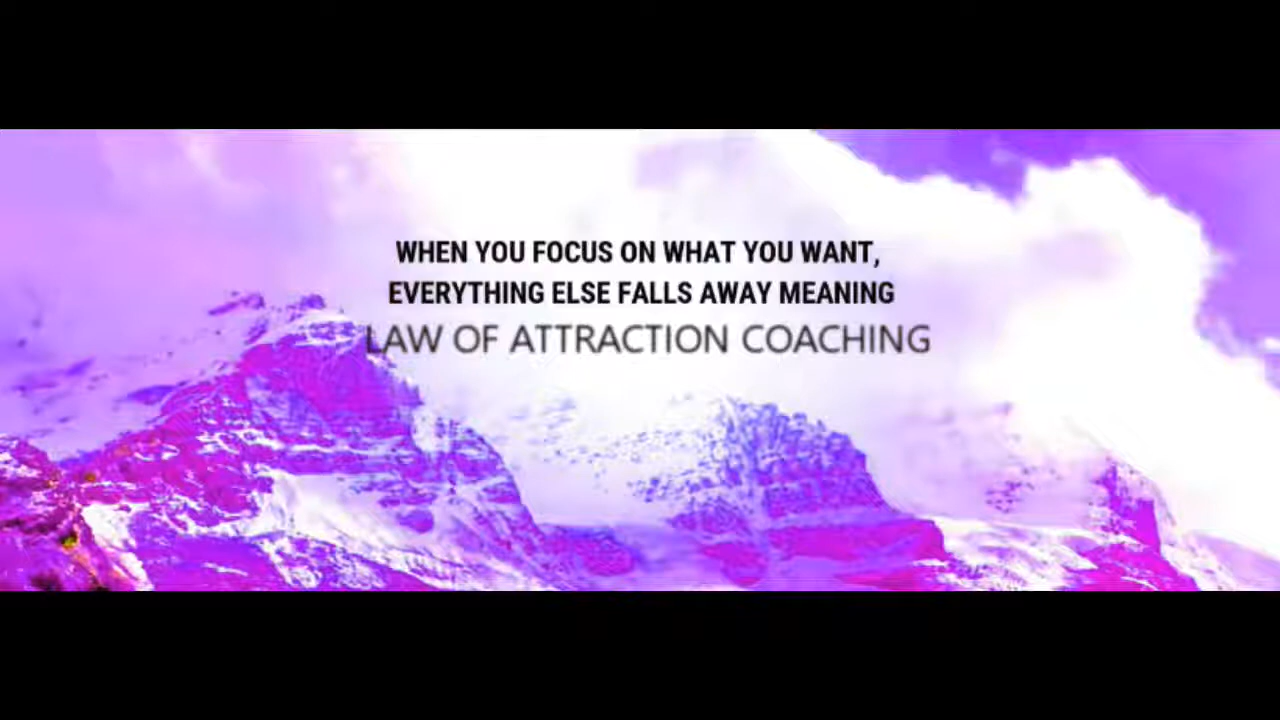 WHEN YOU FOCUS ON WHAT YOU WANT,
EVERYTHING ELSE FALLS AWAY MEANING
LAW OF ATTRACTION COACHING